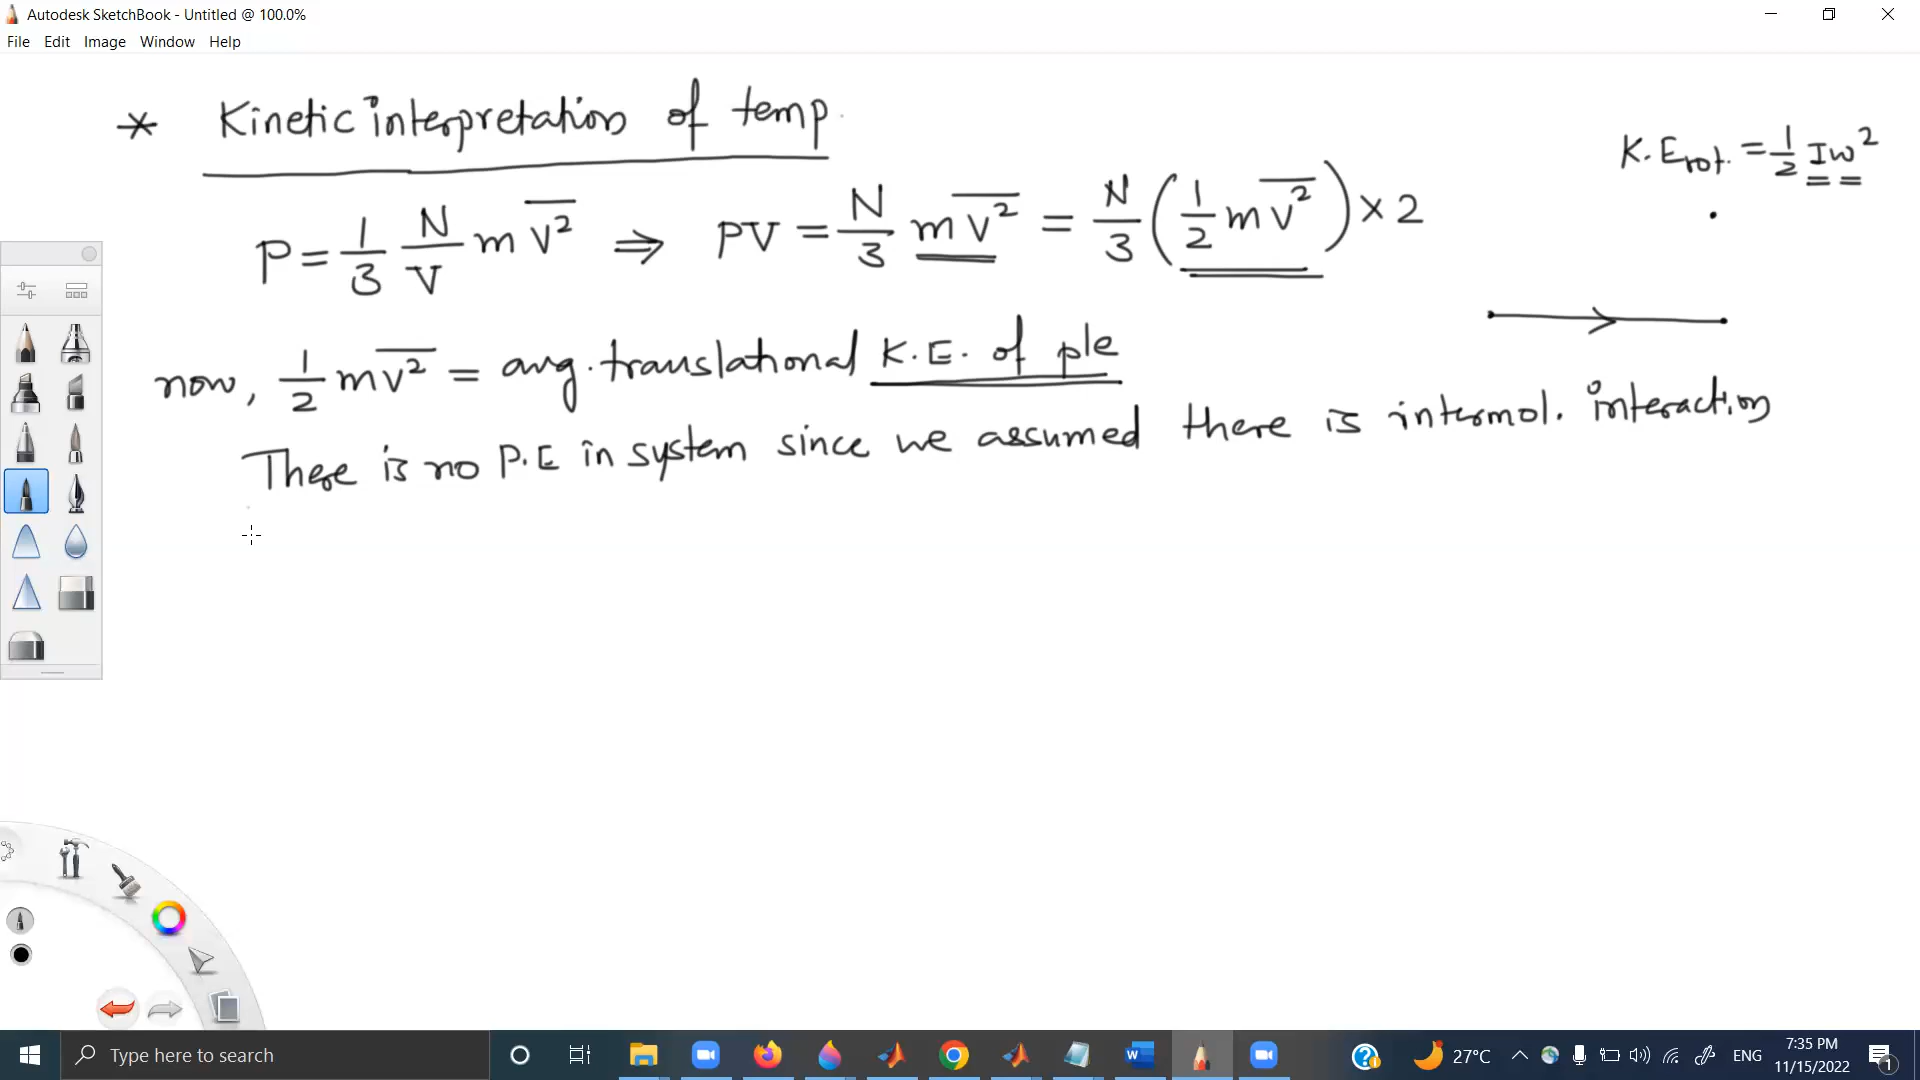 Autodesk SketchBook - Untitled @ 100.0%
File Edit Image Window Help
* Kinetic interpretation of temp.
K.E rot. = 1/2 Iω²
P = 1/3 N/V m v̅² ⇒ PV = N/3 m v̅² = N/3 (1/2 m v̅²) × 2
now, 1/2 m v̅² = avg. translational K.E. of ple
There is no P.E in system since we assumed there is intermol. interaction
Type here to search
27°C
ENG
7:35 PM
11/15/2022
1